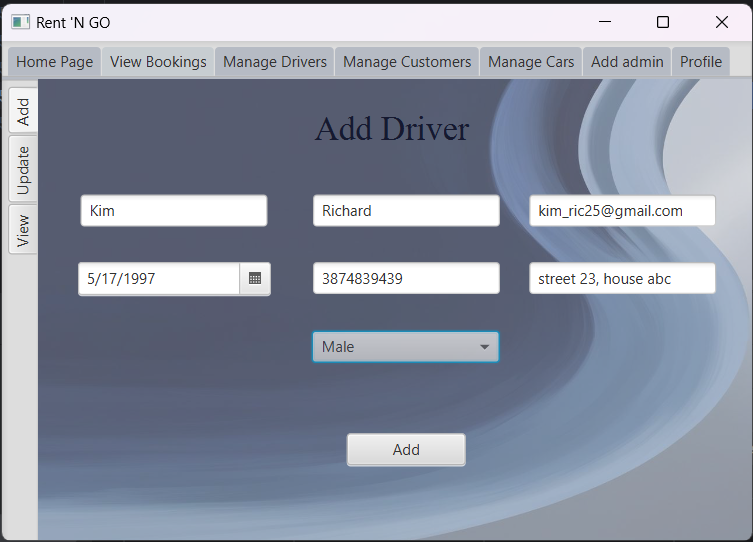 Rent 'N GO
Home Page View Bookings Manage Drivers Manage Customers Manage Cars Add admin Profile
Add
Update
View
Add Driver
Kim Richard kim_ric25@gmail.com
5/17/1997 3874839439 street 23, house abc
Male
Add